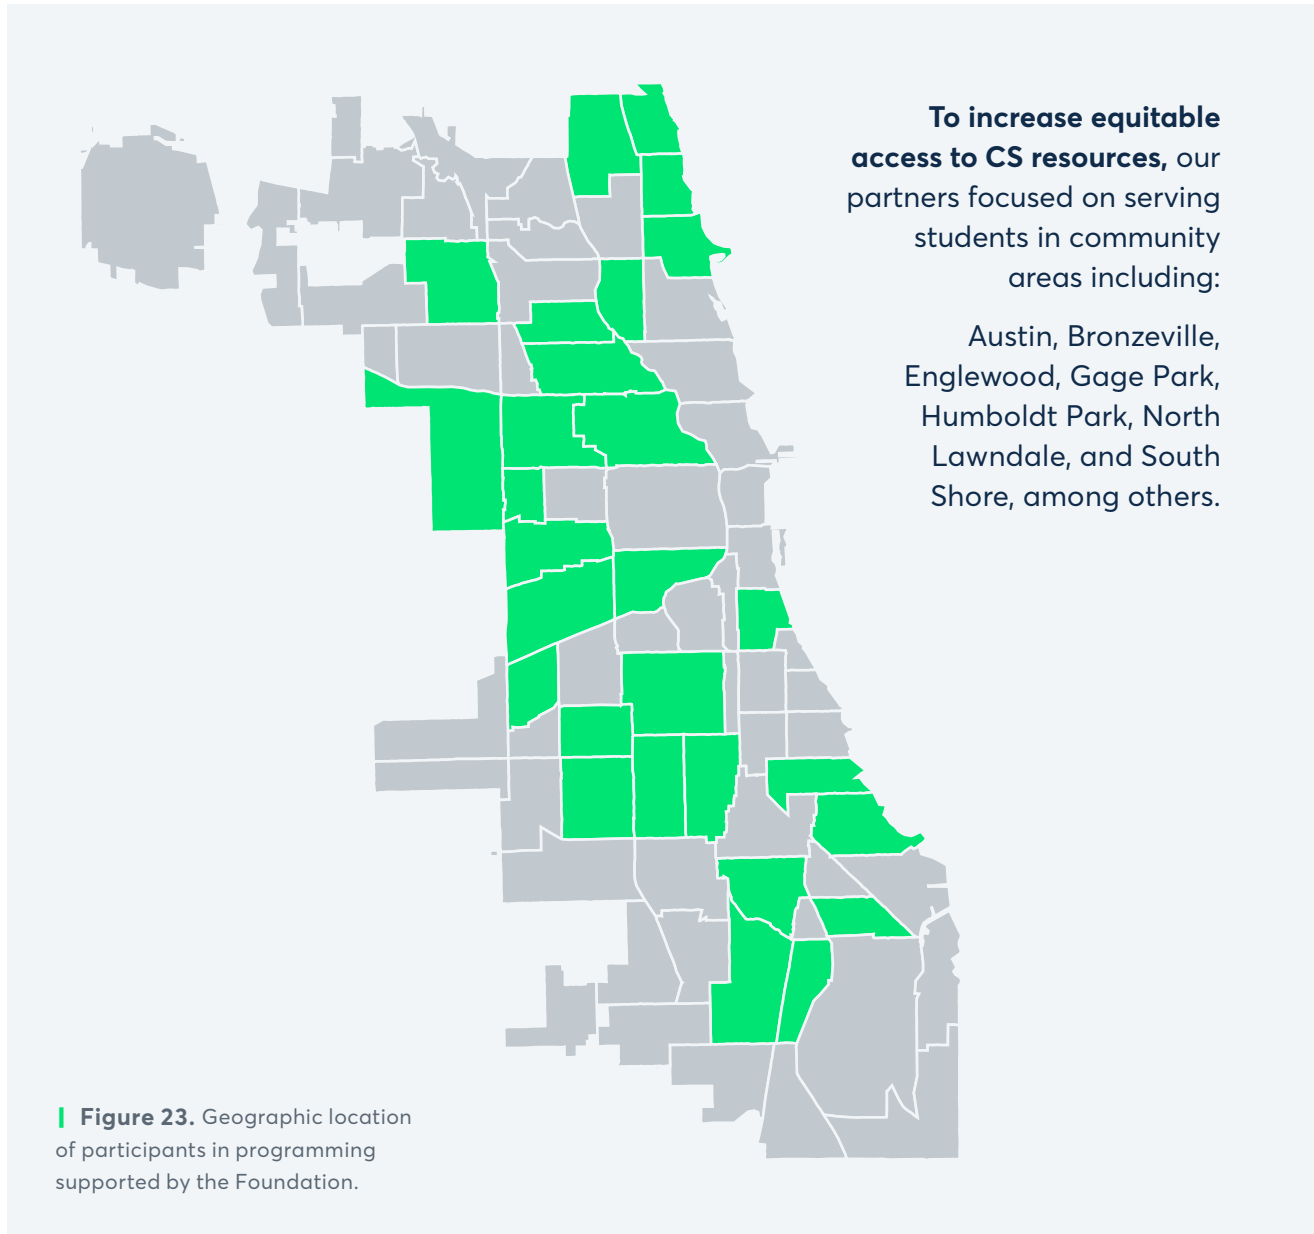 To increase equitable
access to CS resources, our
partners focused on serving
students in community
areas including:
Austin, Bronzeville,
Englewood, Gage Park,
Humboldt Park, North
Lawndale, and South
Shore, among others.
Figure 23. Geographic location
of participants in programming
supported by the Foundation.